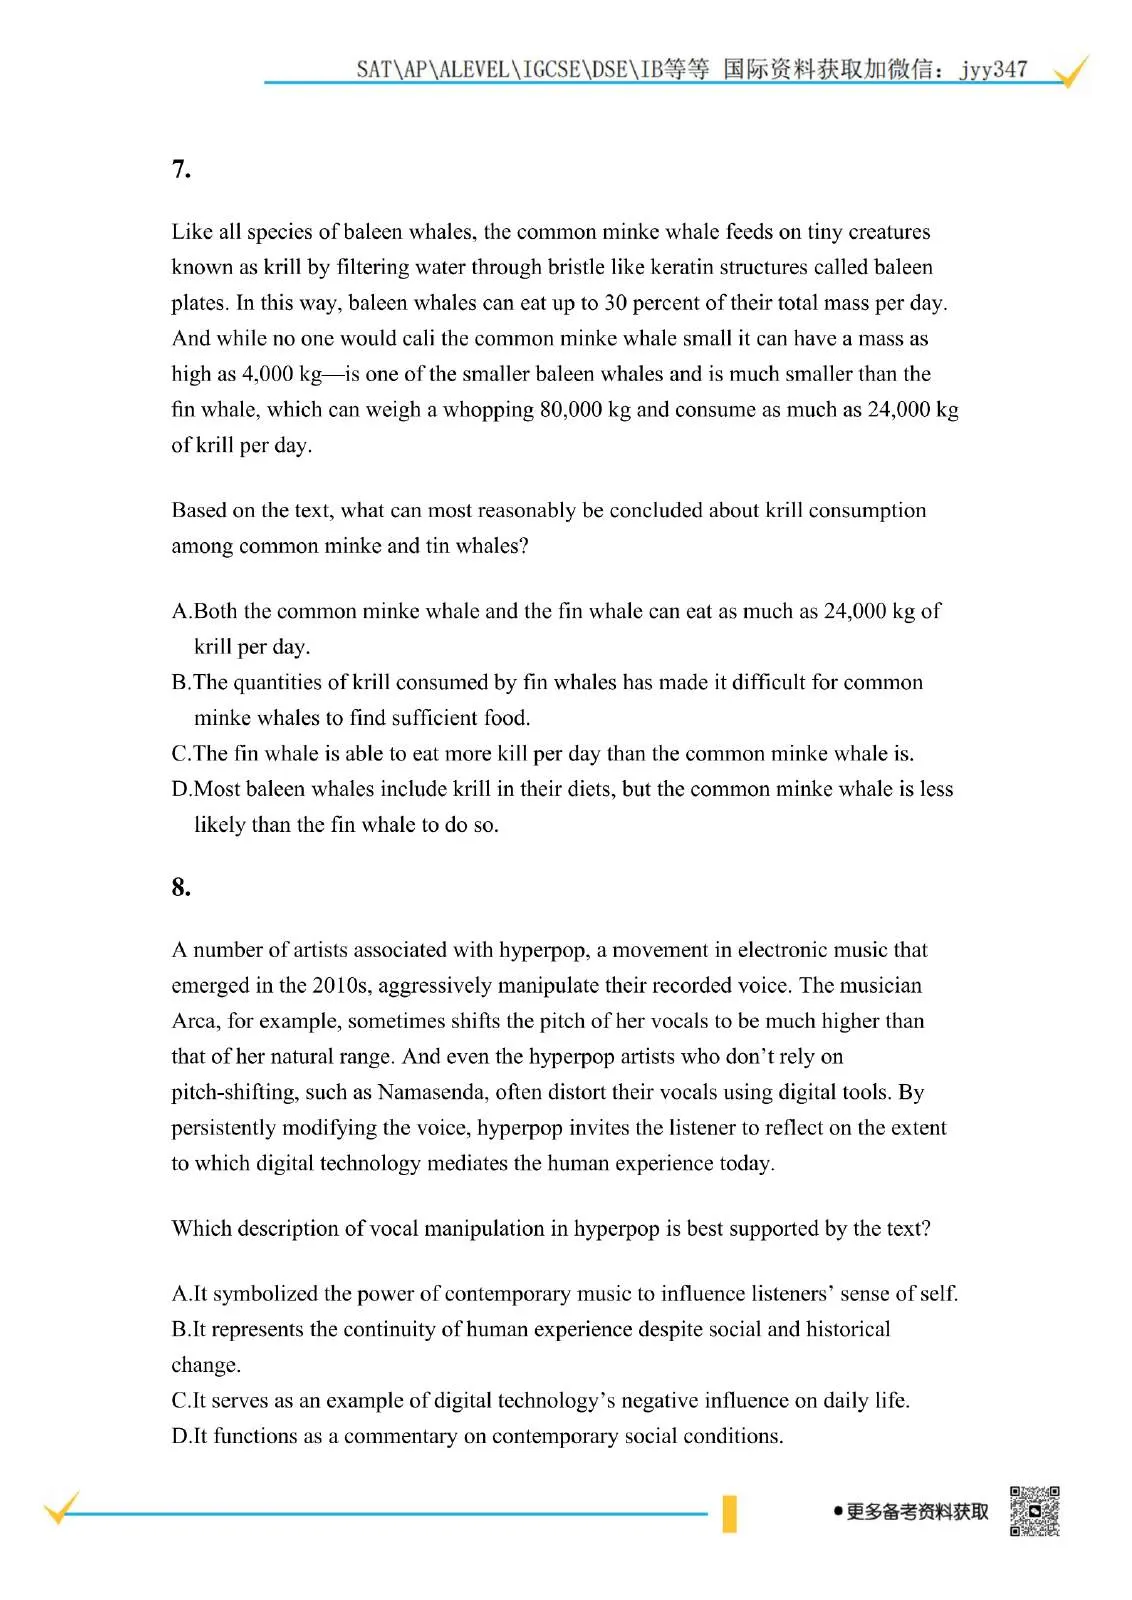 SAT\AP\ALEVEL\IGCSE\DSE\IB等等 国际资料获取加微信：jyy347
7.
Like all species of baleen whales, the common minke whale feeds on tiny creatures
known as krill by filtering water through bristle like keratin structures called baleen
plates. In this way, baleen whales can eat up to 30 percent of their total mass per day.
And while no one would cali the common minke whale small it can have a mass as
high as 4,000 kg—is one of the smaller baleen whales and is much smaller than the
fin whale, which can weigh a whopping 80,000 kg and consume as much as 24,000 kg
of krill per day.
Based on the text, what can most reasonably be concluded about krill consumption
among common minke and tin whales?
A.Both the common minke whale and the fin whale can eat as much as 24,000 kg of
krill per day.
B.The quantities of krill consumed by fin whales has made it difficult for common
minke whales to find sufficient food.
C.The fin whale is able to eat more kill per day than the common minke whale is.
D.Most baleen whales include krill in their diets, but the common minke whale is less
likely than the fin whale to do so.
8.
A number of artists associated with hyperpop, a movement in electronic music that
emerged in the 2010s, aggressively manipulate their recorded voice. The musician
Arca, for example, sometimes shifts the pitch of her vocals to be much higher than
that of her natural range. And even the hyperpop artists who don’t rely on
pitch-shifting, such as Namasenda, often distort their vocals using digital tools. By
persistently modifying the voice, hyperpop invites the listener to reflect on the extent
to which digital technology mediates the human experience today.
Which description of vocal manipulation in hyperpop is best supported by the text?
A.It symbolized the power of contemporary music to influence listeners’ sense of self.
B.It represents the continuity of human experience despite social and historical
change.
C.It serves as an example of digital technology’s negative influence on daily life.
D.It functions as a commentary on contemporary social conditions.
•更多备考资料获取